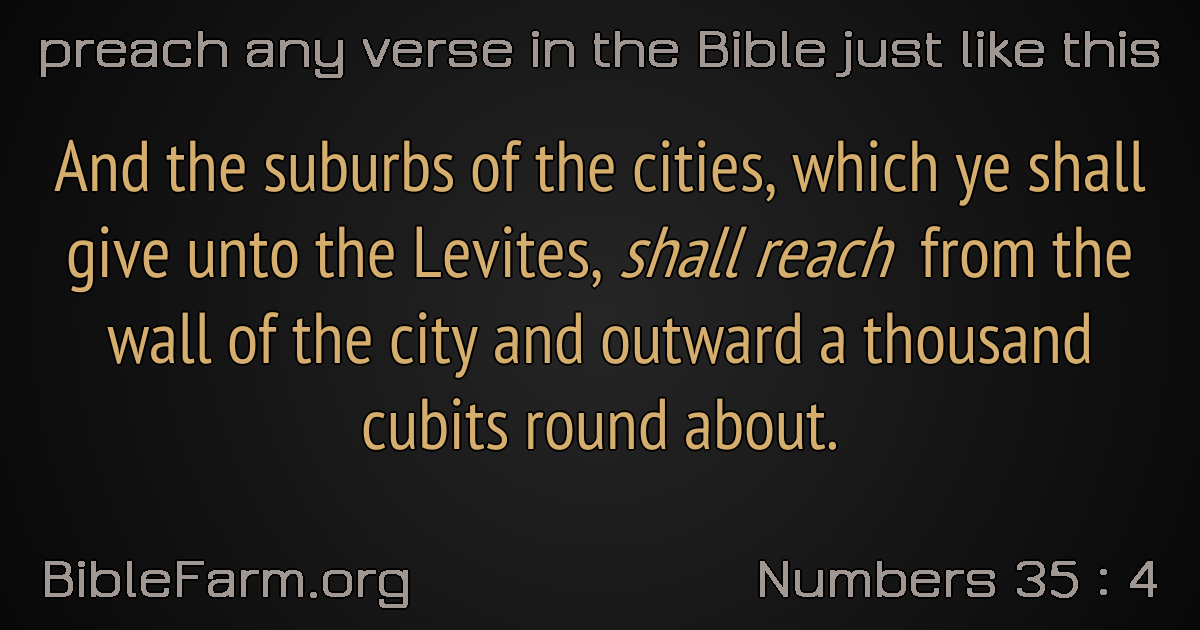 preach any verse in the Bible just like this
And the suburbs of the cities, which ye shall
give unto the Levites, shall reach from the
wall of the city and outward a thousand
cubits round about.
BibleFarm.org
Numbers 35 : 4